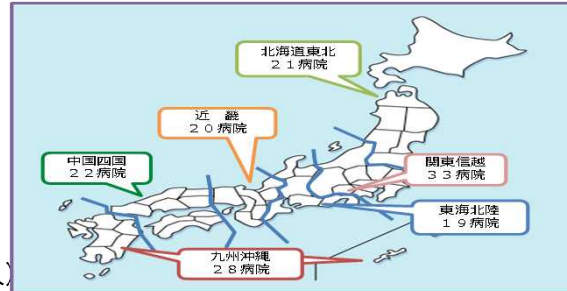 北海道東北
２１病院
近　畿
２０病院
中国四国
２２病院
関東信越
３３病院
東海北陸
１９病院
九州沖縄
２８病院